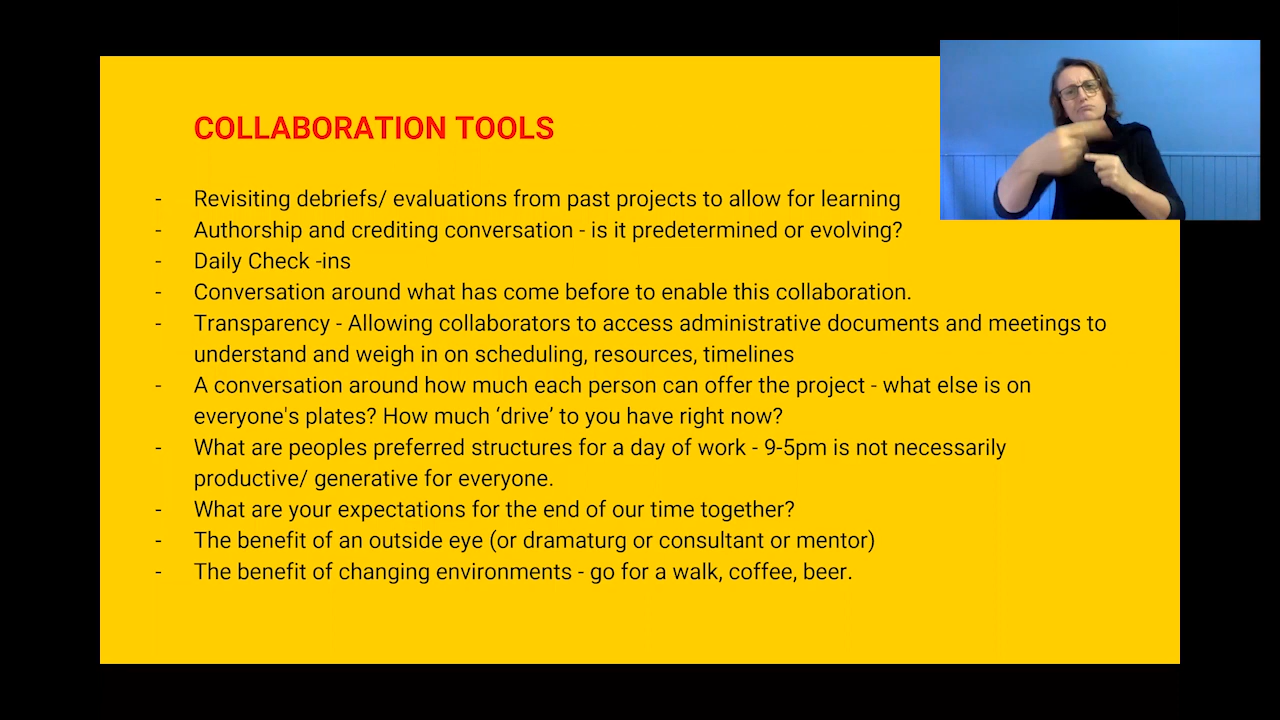 COLLABORATION TOOLS
- Revisiting debriefs/ evaluations from past projects to allow for learning
- Authorship and crediting conversation - is it predetermined or evolving?
- Daily Check -ins
- Conversation around what has come before to enable this collaboration.
- Transparency - Allowing collaborators to access administrative documents and meetings to
understand and weigh in on scheduling, resources, timelines
- A conversation around how much each person can offer the project - what else is on
everyone's plates? How much ‘drive’ to you have right now?
- What are peoples preferred structures for a day of work - 9-5pm is not necessarily
productive/ generative for everyone.
- What are your expectations for the end of our time together?
- The benefit of an outside eye (or dramaturg or consultant or mentor)
- The benefit of changing environments - go for a walk, coffee, beer.